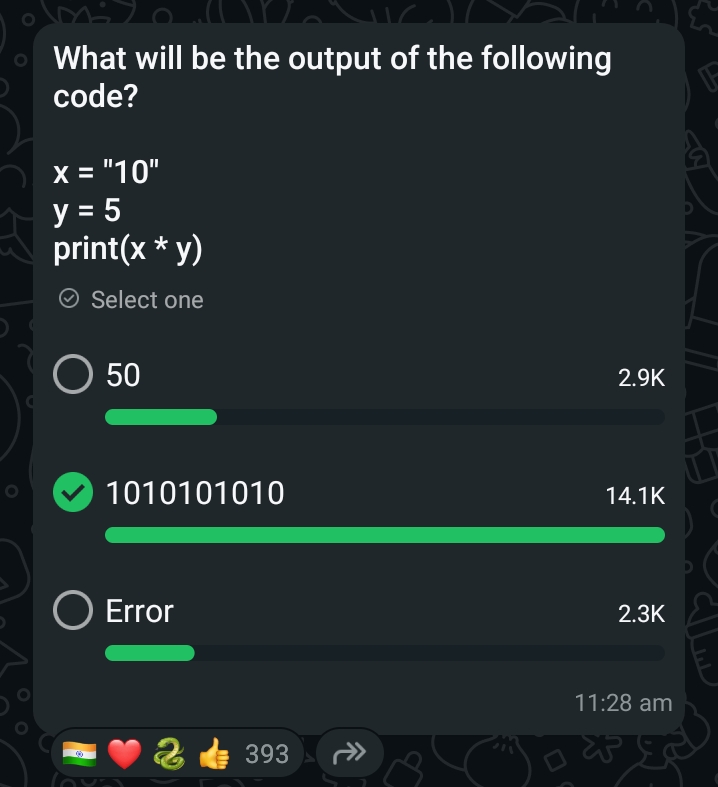 What will be the output of the following
code?
x = "10"
y = 5
print(x * y)
Select one
50
2.9K
1010101010
14.1K
Error
2.3K
11:28 am
393